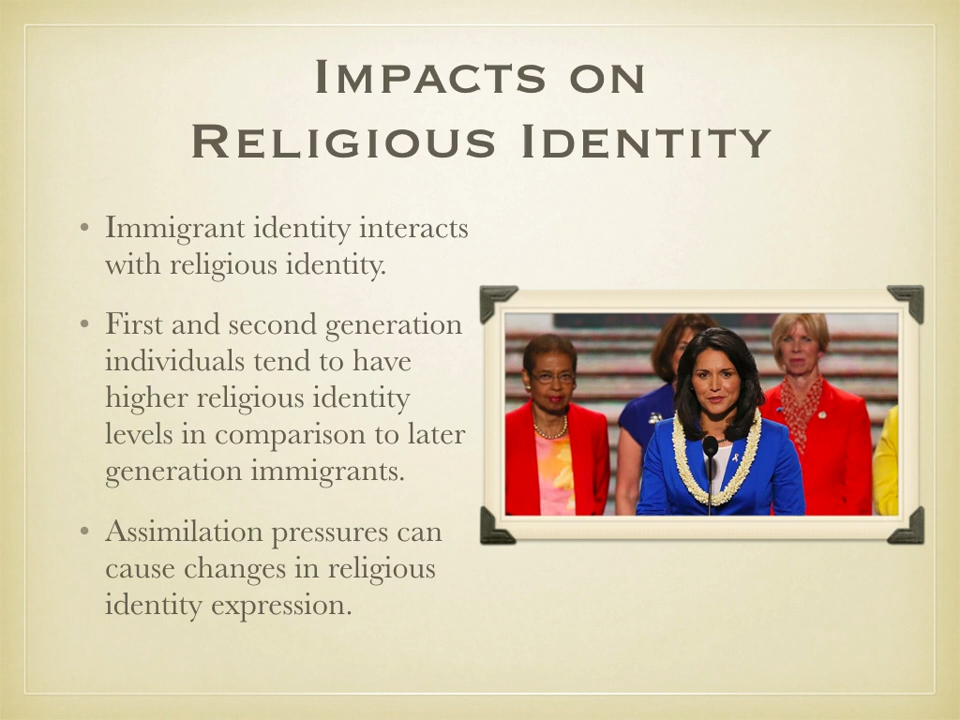 Impacts on
Religious Identity
• Immigrant identity interacts
with religious identity.
• First and second generation
individuals tend to have
higher religious identity
levels in comparison to later
generation immigrants.
• Assimilation pressures can
cause changes in religious
identity expression.